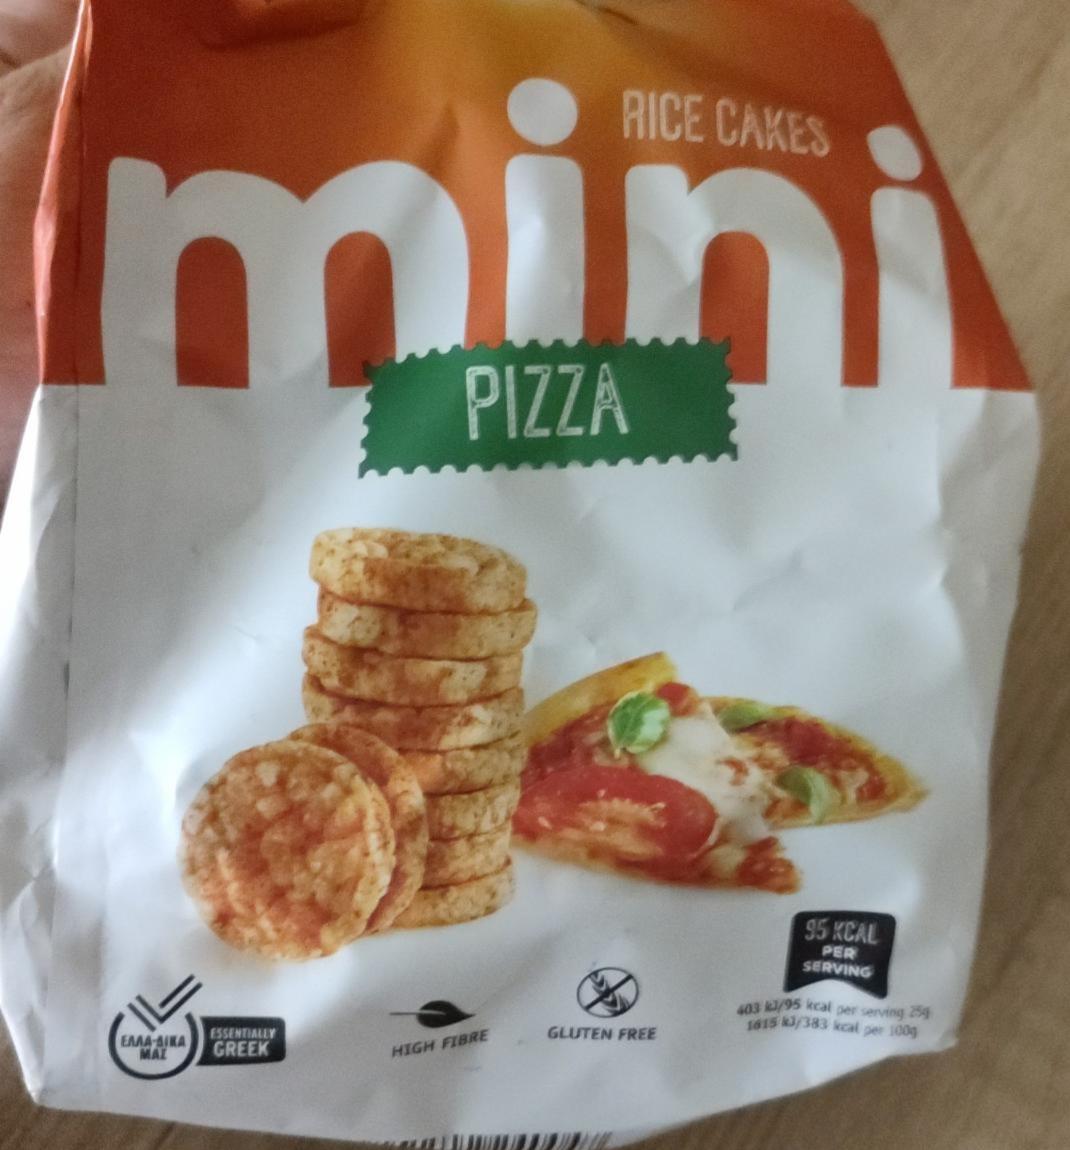 RICE CAKES
mini
PIZZA
95 KCAL
PER
SERVING
403 kJ/95 kcal per serving 25g
1615 kJ/383 kcal per 100g
ΕΛΛΑ-ΔΙΚΑ
ΜΑΣ
ESSENTIALLY
GREEK
HIGH FIBRE
GLUTEN FREE